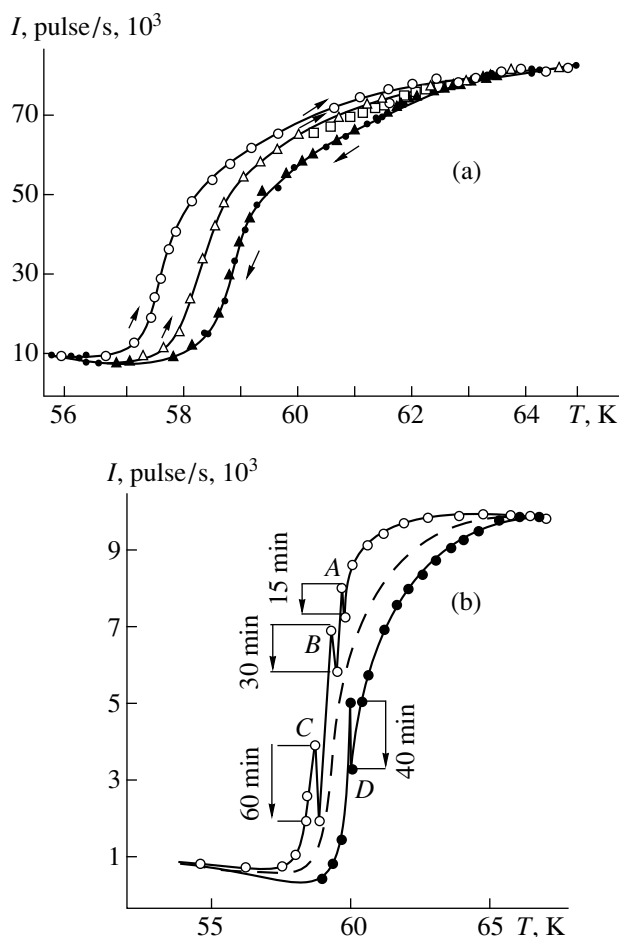 I, pulse/s, 10³
70
50
30
10
(a)
56 58 60 62 64 T, K
I, pulse/s, 10³
9
7
5
3
1
15 min
A
(b)
30 min
B
C
60 min
40 min
D
55 60 65 T, K